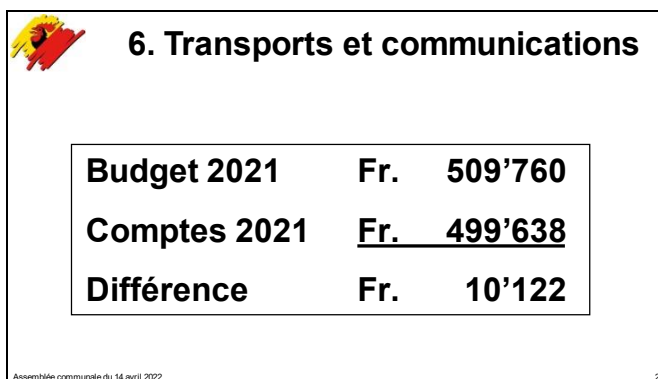 6. Transports et communications
Budget 2021 Fr. 509’760
Comptes 2021 Fr. 499’638
Différence Fr. 10’122
Assemblée communale du 14 avril 2022